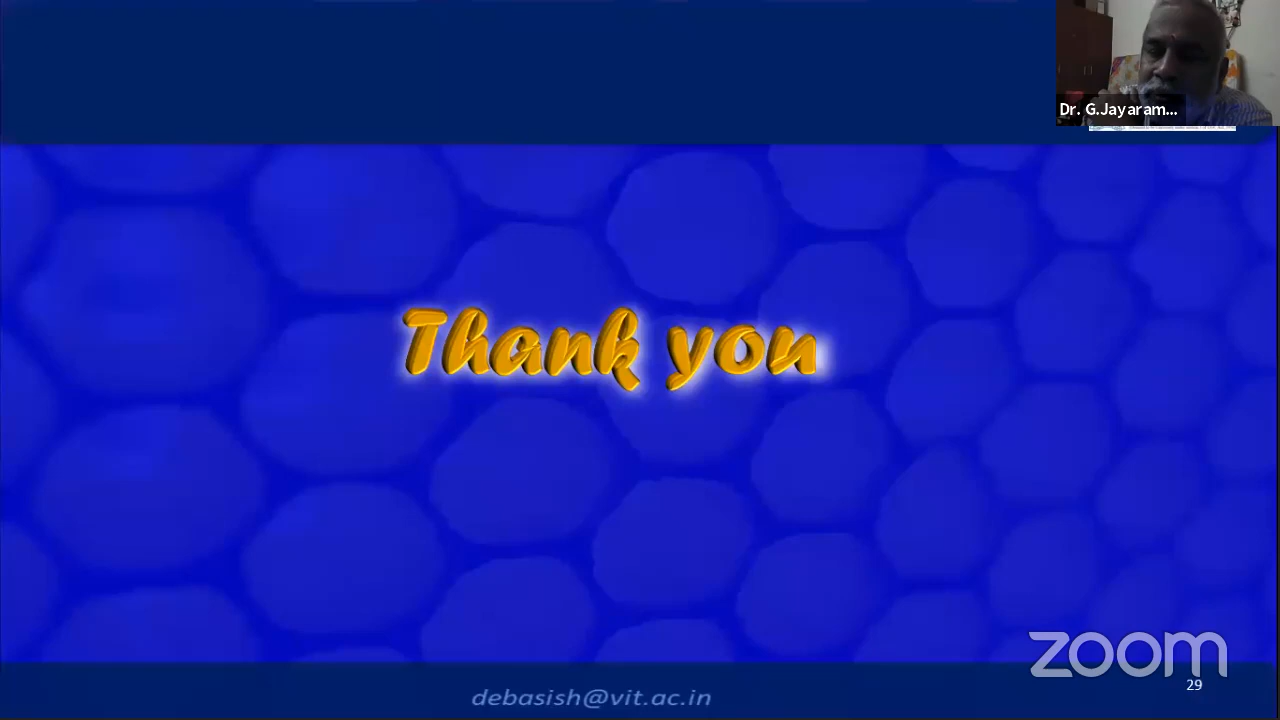 Dr. G.Jayaram...
Thank you
zoom
29
debasish@vit.ac.in